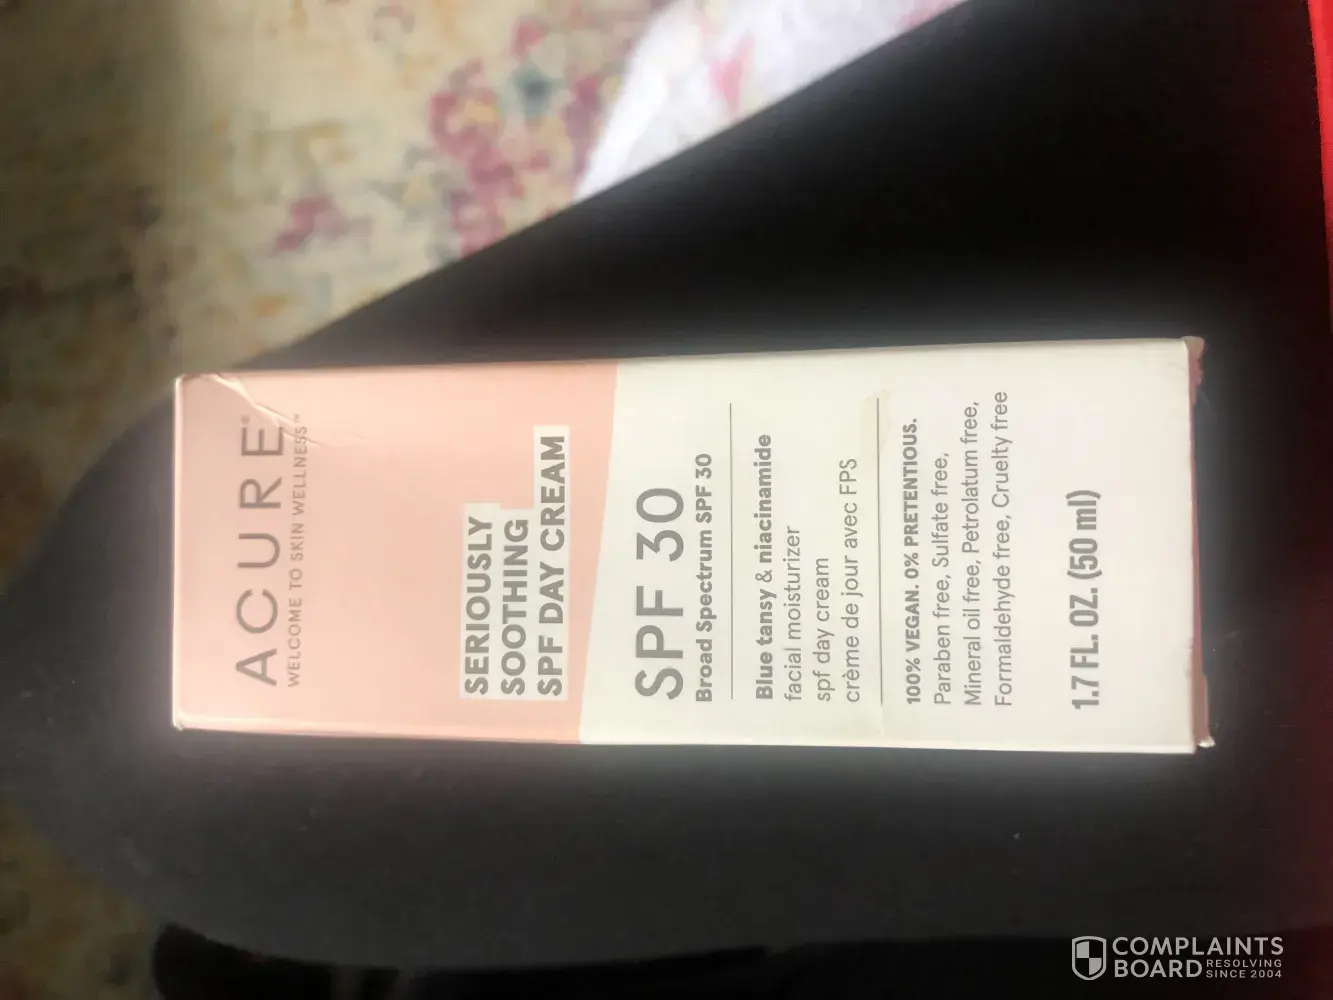 ACURE®
WELCOME TO SKIN WELLNESS™
SERIOUSLY
SOOTHING
SPF DAY CREAM
SPF 30
Broad Spectrum SPF 30
Blue tansy & niacinamide
facial moisturizer
spf day cream
crème de jour avec FPS
100% VEGAN. 0% PRETENTIOUS.
Paraben free, Sulfate free,
Mineral oil free, Petrolatum free,
Formaldehyde free, Cruelty free
1.7 FL. OZ. (50 ml)
COMPLAINTS
BOARD RESOLVING
SINCE 2004